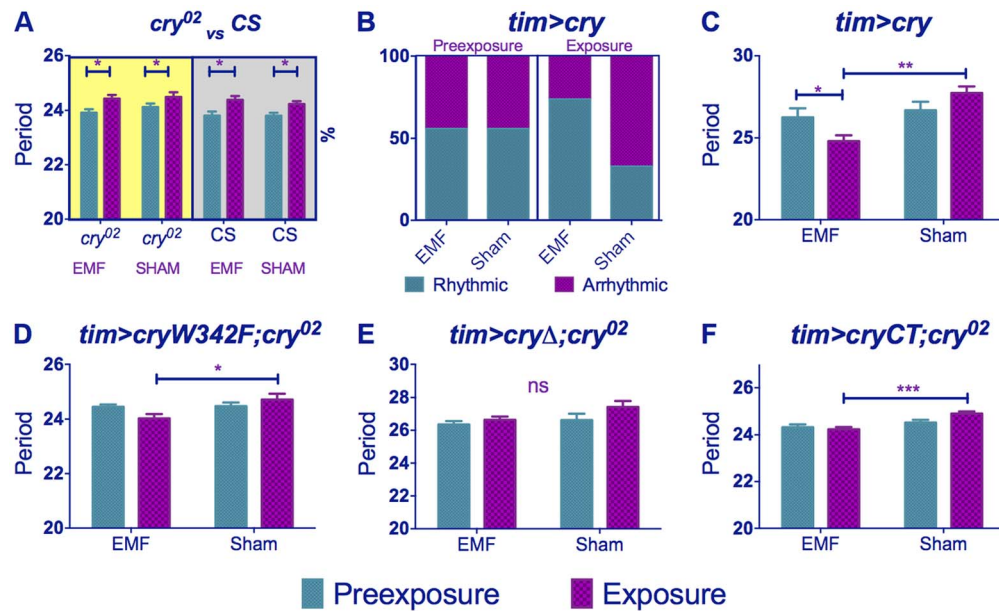 A
cry⁰² vs CS
26
24
22
20
Period
*
*
*
*
cry⁰² cry⁰² CS CS
EMF SHAM EMF SHAM
B
tim>cry
Preexposure Exposure
100
50
0
%
EMF Sham EMF Sham
Rhythmic Arrhythmic
C
tim>cry
30
25
20
Period
**
*
EMF Sham
D
tim>cryW342F;cry⁰²
26
24
22
20
Period
*
EMF Sham
E
tim>cryΔ;cry⁰²
30
28
26
24
22
20
Period
ns
EMF Sham
F
tim>cryCT;cry⁰²
26
24
22
20
Period
***
EMF Sham
Preexposure Exposure